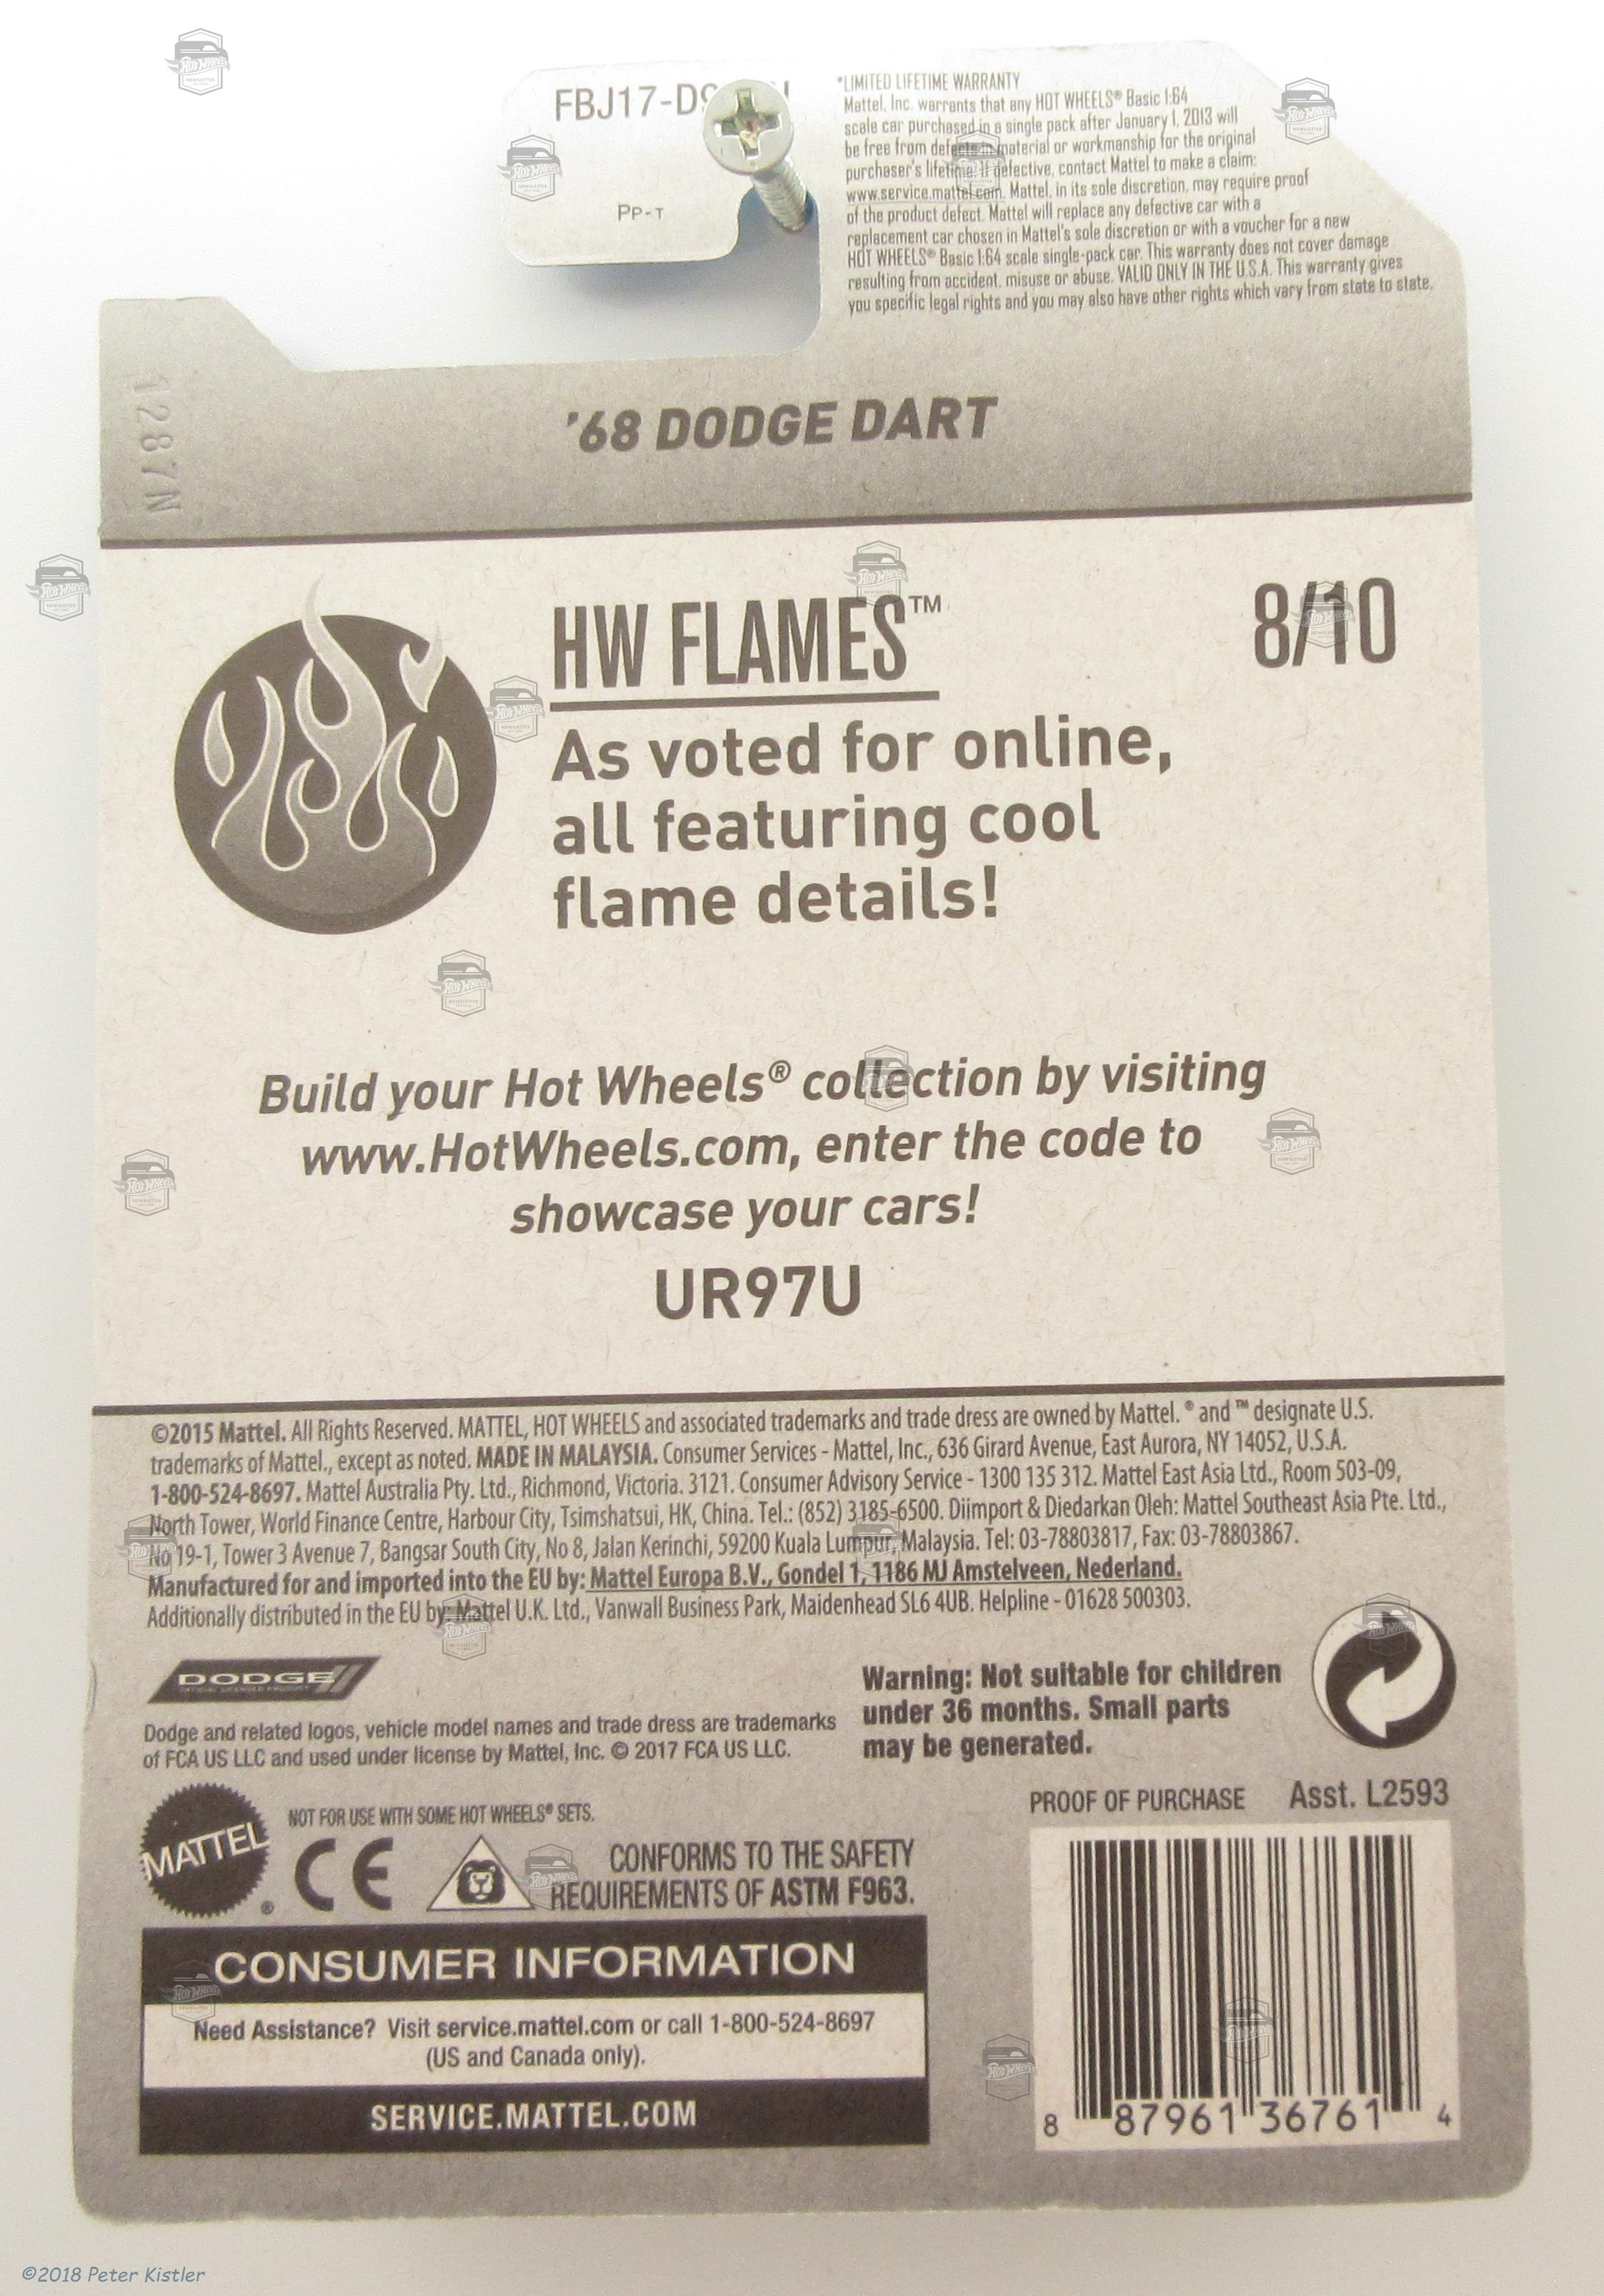 FBJ17-D9
PP-T
*LIMITED LIFETIME WARRANTY
Mattel, Inc. warrants that any HOT WHEELS® Basic 1:64
scale car purchased in a single pack after January 1, 2013 will
be free from defects in material or workmanship for the original
purchaser's lifetime. If defective, contact Mattel to make a claim:
www.service.mattel.com. Mattel, in its sole discretion, may require proof
of the product defect. Mattel will replace any defective car with a
replacement car chosen in Mattel's sole discretion or with a voucher for a new
HOT WHEELS® Basic 1:64 scale single-pack car. This warranty does not cover damage
resulting from accident, misuse or abuse. VALID ONLY IN THE U.S.A. This warranty gives
you specific legal rights and you may also have other rights which vary from state to state.
1287N
'68 DODGE DART
HW FLAMES™
8/10
As voted for online,
all featuring cool
flame details!
Build your Hot Wheels® collection by visiting
www.HotWheels.com, enter the code to
showcase your cars!
UR97U
©2015 Mattel. All Rights Reserved. MATTEL, HOT WHEELS and associated trademarks and trade dress are owned by Mattel. ® and ™ designate U.S.
trademarks of Mattel., except as noted. MADE IN MALAYSIA. Consumer Services - Mattel, Inc., 636 Girard Avenue, East Aurora, NY 14052, U.S.A.
1-800-524-8697. Mattel Australia Pty. Ltd., Richmond, Victoria. 3121. Consumer Advisory Service - 1300 135 312. Mattel East Asia Ltd., Room 503-09,
North Tower, World Finance Centre, Harbour City, Tsimshatsui, HK, China. Tel.: (852) 3185-6500. Diimport & Diedarkan Oleh: Mattel Southeast Asia Pte. Ltd.,
No 19-1, Tower 3 Avenue 7, Bangsar South City, No 8, Jalan Kerinchi, 59200 Kuala Lumpur, Malaysia. Tel: 03-78803817, Fax: 03-78803867.
Manufactured for and imported into the EU by: Mattel Europa B.V., Gondel 1, 1186 MJ Amstelveen, Nederland.
Additionally distributed in the EU by: Mattel U.K. Ltd., Vanwall Business Park, Maidenhead SL6 4UB. Helpline - 01628 500303.
DODGE
OFFICIAL LICENSED PRODUCT
Dodge and related logos, vehicle model names and trade dress are trademarks
of FCA US LLC and used under license by Mattel, Inc. © 2017 FCA US LLC.
Warning: Not suitable for children
under 36 months. Small parts
may be generated.
MATTEL
®
NOT FOR USE WITH SOME HOT WHEELS® SETS.
CE
CONFORMS TO THE SAFETY
REQUIREMENTS OF ASTM F963.
PROOF OF PURCHASE Asst. L2593
CONSUMER INFORMATION
Need Assistance? Visit service.mattel.com or call 1-800-524-8697
(US and Canada only).
SERVICE.MATTEL.COM
8 87961 36761 4
©2018 Peter Kistler